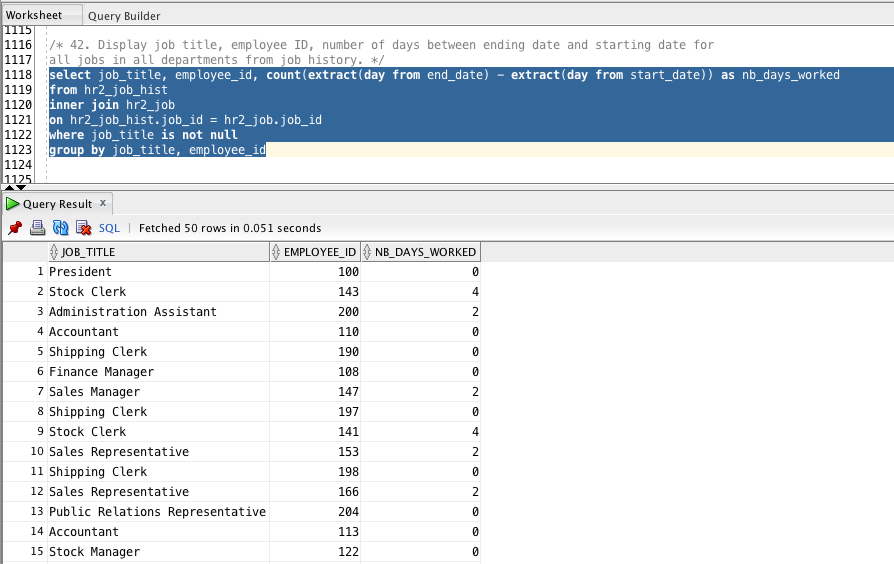 Worksheet Query Builder
1115
1116 /* 42. Display job title, employee ID, number of days between ending date and starting date for
1117 all jobs in all departments from job history. */
1118 select job_title, employee_id, count(extract(day from end_date) - extract(day from start_date)) as nb_days_worked
1119 from hr2_job_hist
1120 inner join hr2_job
1121 on hr2_job_hist.job_id = hr2_job.job_id
1122 where job_title is not null
1123 group by job_title, employee_id
1124
1125
Query Result x
SQL | Fetched 50 rows in 0.051 seconds
JOB_TITLE EMPLOYEE_ID NB_DAYS_WORKED
1 President 100 0
2 Stock Clerk 143 4
3 Administration Assistant 200 2
4 Accountant 110 0
5 Shipping Clerk 190 0
6 Finance Manager 108 0
7 Sales Manager 147 2
8 Shipping Clerk 197 0
9 Stock Clerk 141 4
10 Sales Representative 153 2
11 Shipping Clerk 198 0
12 Sales Representative 166 2
13 Public Relations Representative 204 0
14 Accountant 113 0
15 Stock Manager 122 0